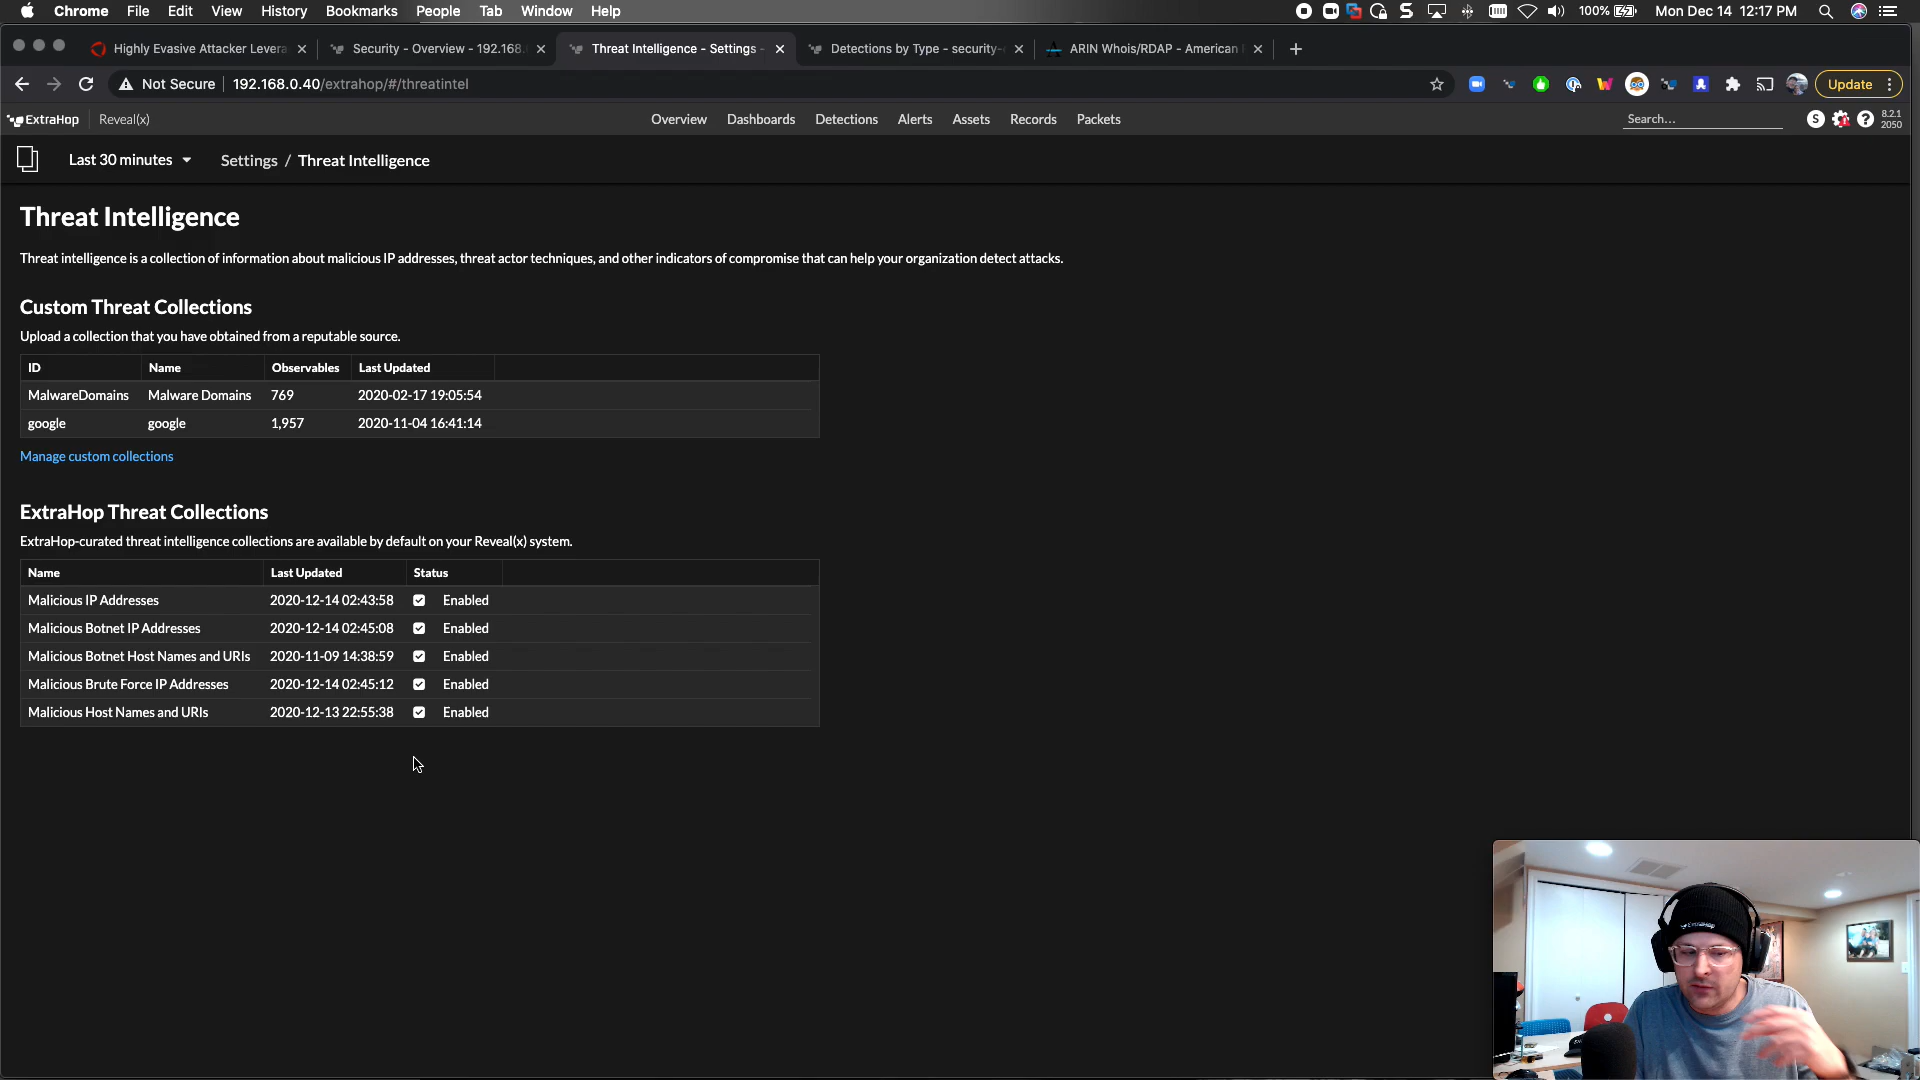 Chrome File Edit View History Bookmarks People Tab Window Help 100% Mon Dec 14 12:17 PM
Highly Evasive Attacker Levera Security - Overview - 192.168. Threat Intelligence - Settings - Detections by Type - security- ARIN Whois/RDAP - American
Not Secure 192.168.0.40/extrahop/#/threatintel Update
ExtraHop Reveal(x) Overview Dashboards Detections Alerts Assets Records Packets Search... S ? 8.2.1
2050
Last 30 minutes Settings / Threat Intelligence
Threat Intelligence
Threat intelligence is a collection of information about malicious IP addresses, threat actor techniques, and other indicators of compromise that can help your organization detect attacks.
Custom Threat Collections
Upload a collection that you have obtained from a reputable source.
ID Name Observables Last Updated
MalwareDomains Malware Domains 769 2020-02-17 19:05:54
google google 1,957 2020-11-04 16:41:14
Manage custom collections
ExtraHop Threat Collections
ExtraHop-curated threat intelligence collections are available by default on your Reveal(x) system.
Name Last Updated Status
Malicious IP Addresses 2020-12-14 02:43:58 Enabled
Malicious Botnet IP Addresses 2020-12-14 02:45:08 Enabled
Malicious Botnet Host Names and URIs 2020-11-09 14:38:59 Enabled
Malicious Brute Force IP Addresses 2020-12-14 02:45:12 Enabled
Malicious Host Names and URIs 2020-12-13 22:55:38 Enabled
ExtraHop